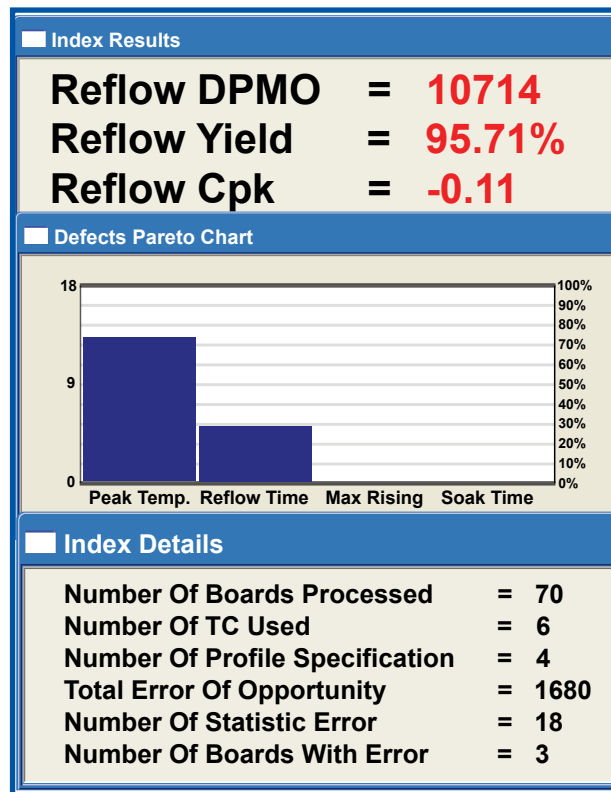 Index Results
Reflow DPMO = 10714
Reflow Yield = 95.71%
Reflow Cpk = -0.11
Defects Pareto Chart
18
9
0
100%
90%
80%
70%
60%
50%
40%
30%
20%
10%
0%
Peak Temp. Reflow Time Max Rising Soak Time
Index Details
Number Of Boards Processed = 70
Number Of TC Used = 6
Number Of Profile Specification = 4
Total Error Of Opportunity = 1680
Number Of Statistic Error = 18
Number Of Boards With Error = 3